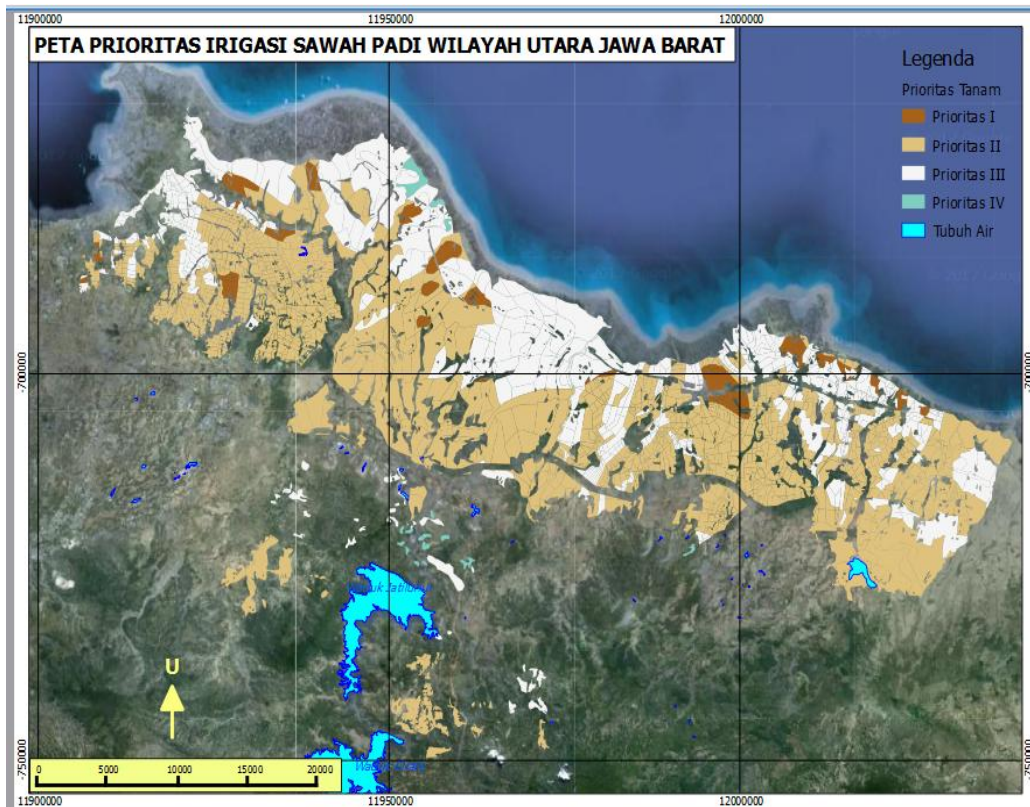 11900000 11950000 12000000
PETA PRIORITAS IRIGASI SAWAH PADI WILAYAH UTARA JAWA BARAT
Legenda
Prioritas Tanam
Prioritas I
Prioritas II
Prioritas III
Prioritas IV
Tubuh Air
-700000 -700000
U
0 5000 10000 20000
-750000 -750000
11900000 11950000 12000000